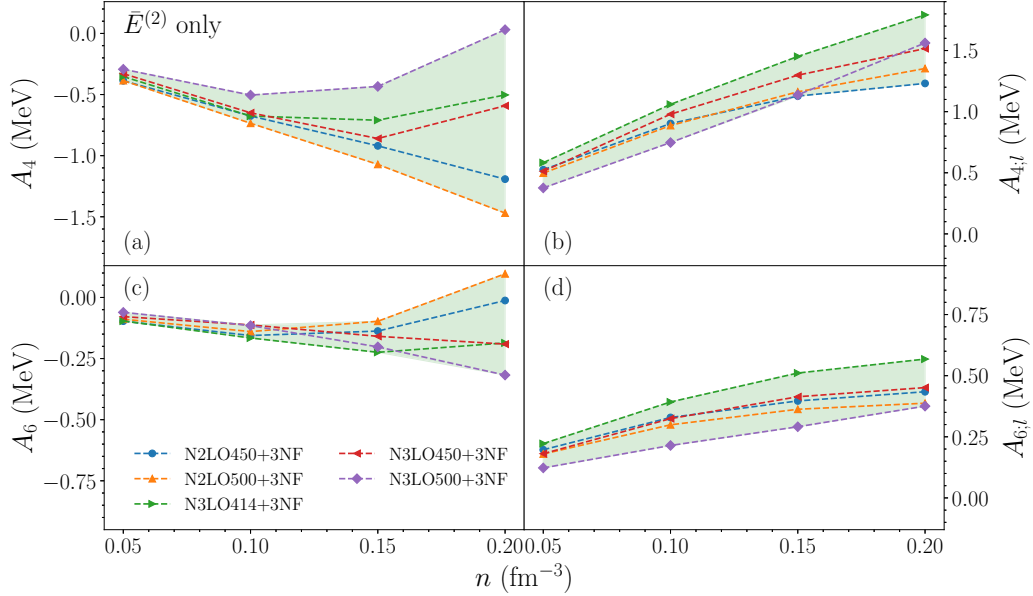 Ē⁽²⁾ only
0.0
−0.5
−1.0
−1.5
A₄ (MeV)
(a)
1.5
1.0
0.5
0.0
A₄;ₗ (MeV)
(b)
0.00
−0.25
−0.50
−0.75
A₆ (MeV)
(c)
N2LO450+3NF
N2LO500+3NF
N3LO414+3NF
N3LO450+3NF
N3LO500+3NF
0.05 0.10 0.15 0.20
n (fm⁻³)
(d)
0.75
0.50
0.25
0.00
A₆;ₗ (MeV)
0.05 0.10 0.15 0.20